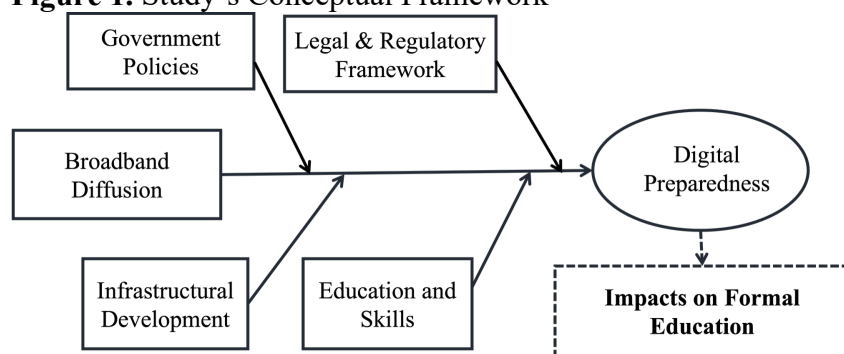 Figure 1. Study's Conceptual Framework
Government
Policies
Legal & Regulatory
Framework
Broadband
Diffusion
Digital
Preparedness
Infrastructural
Development
Education and
Skills
Impacts on Formal
Education